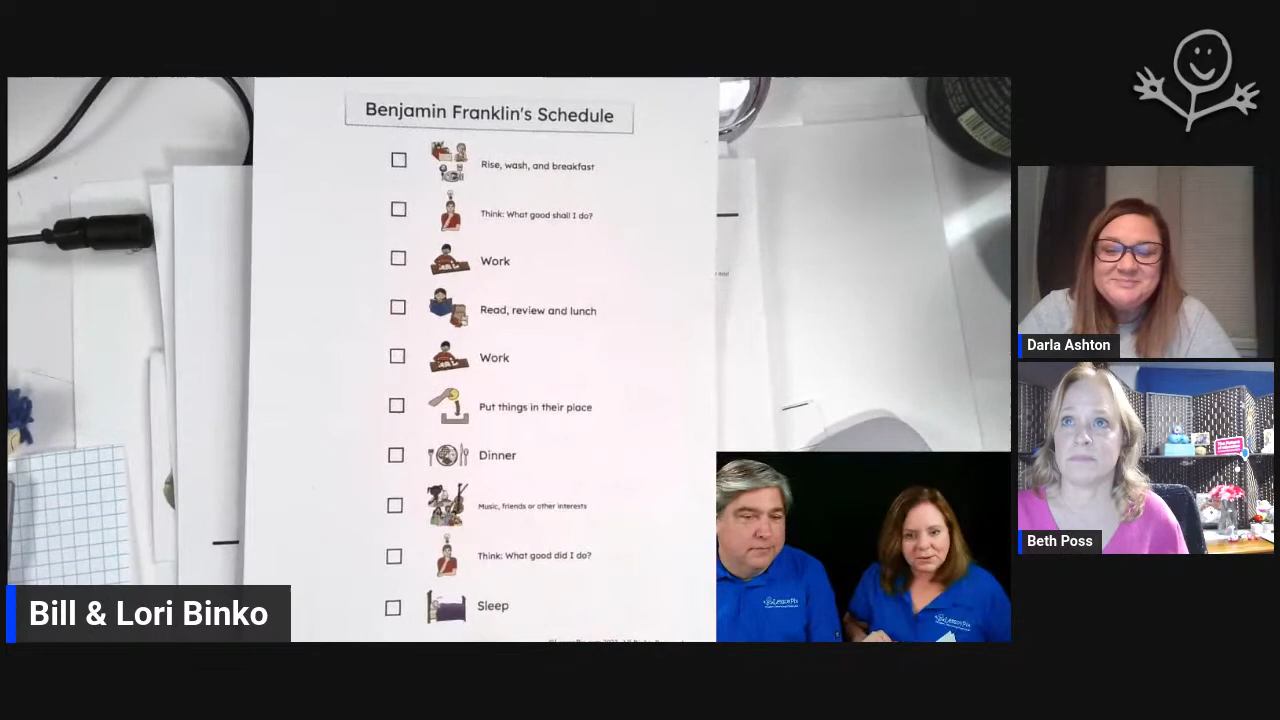 Benjamin Franklin's Schedule
Rise, wash, and breakfast
Think: What good shall I do?
Work
Read, review and lunch
Work
Put things in their place
Dinner
Music, friends or other interests
Think: What good did I do?
Sleep
Bill & Lori Binko
LessonPix
LessonPix
Darla Ashton
Beth Poss